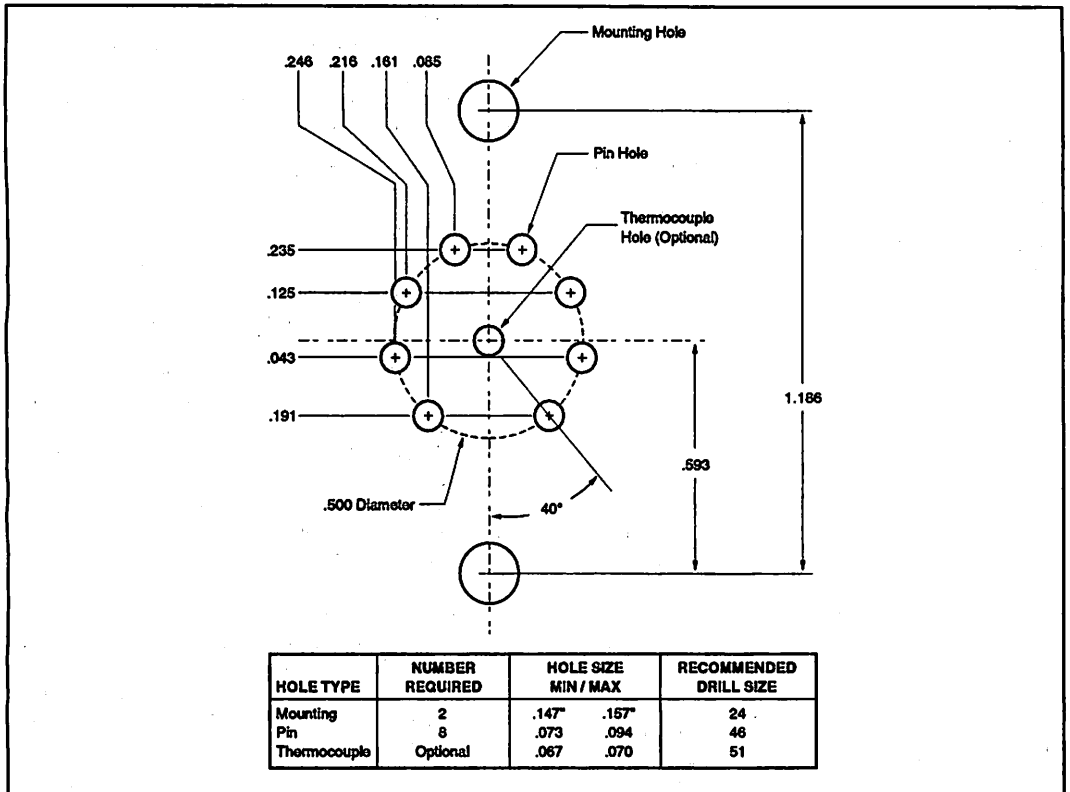 Mounting Hole
.246 .216 .161 .085
Pin Hole
Thermocouple
Hole (Optional)
.235
.125
.043
.191
1.186
.593
.500 Diameter
40°
HOLE TYPE NUMBER REQUIRED HOLE SIZE MIN / MAX RECOMMENDED DRILL SIZE
Mounting 2 .147" .157" 24
Pin 8 .073 .094 46
Thermocouple Optional .067 .070 51